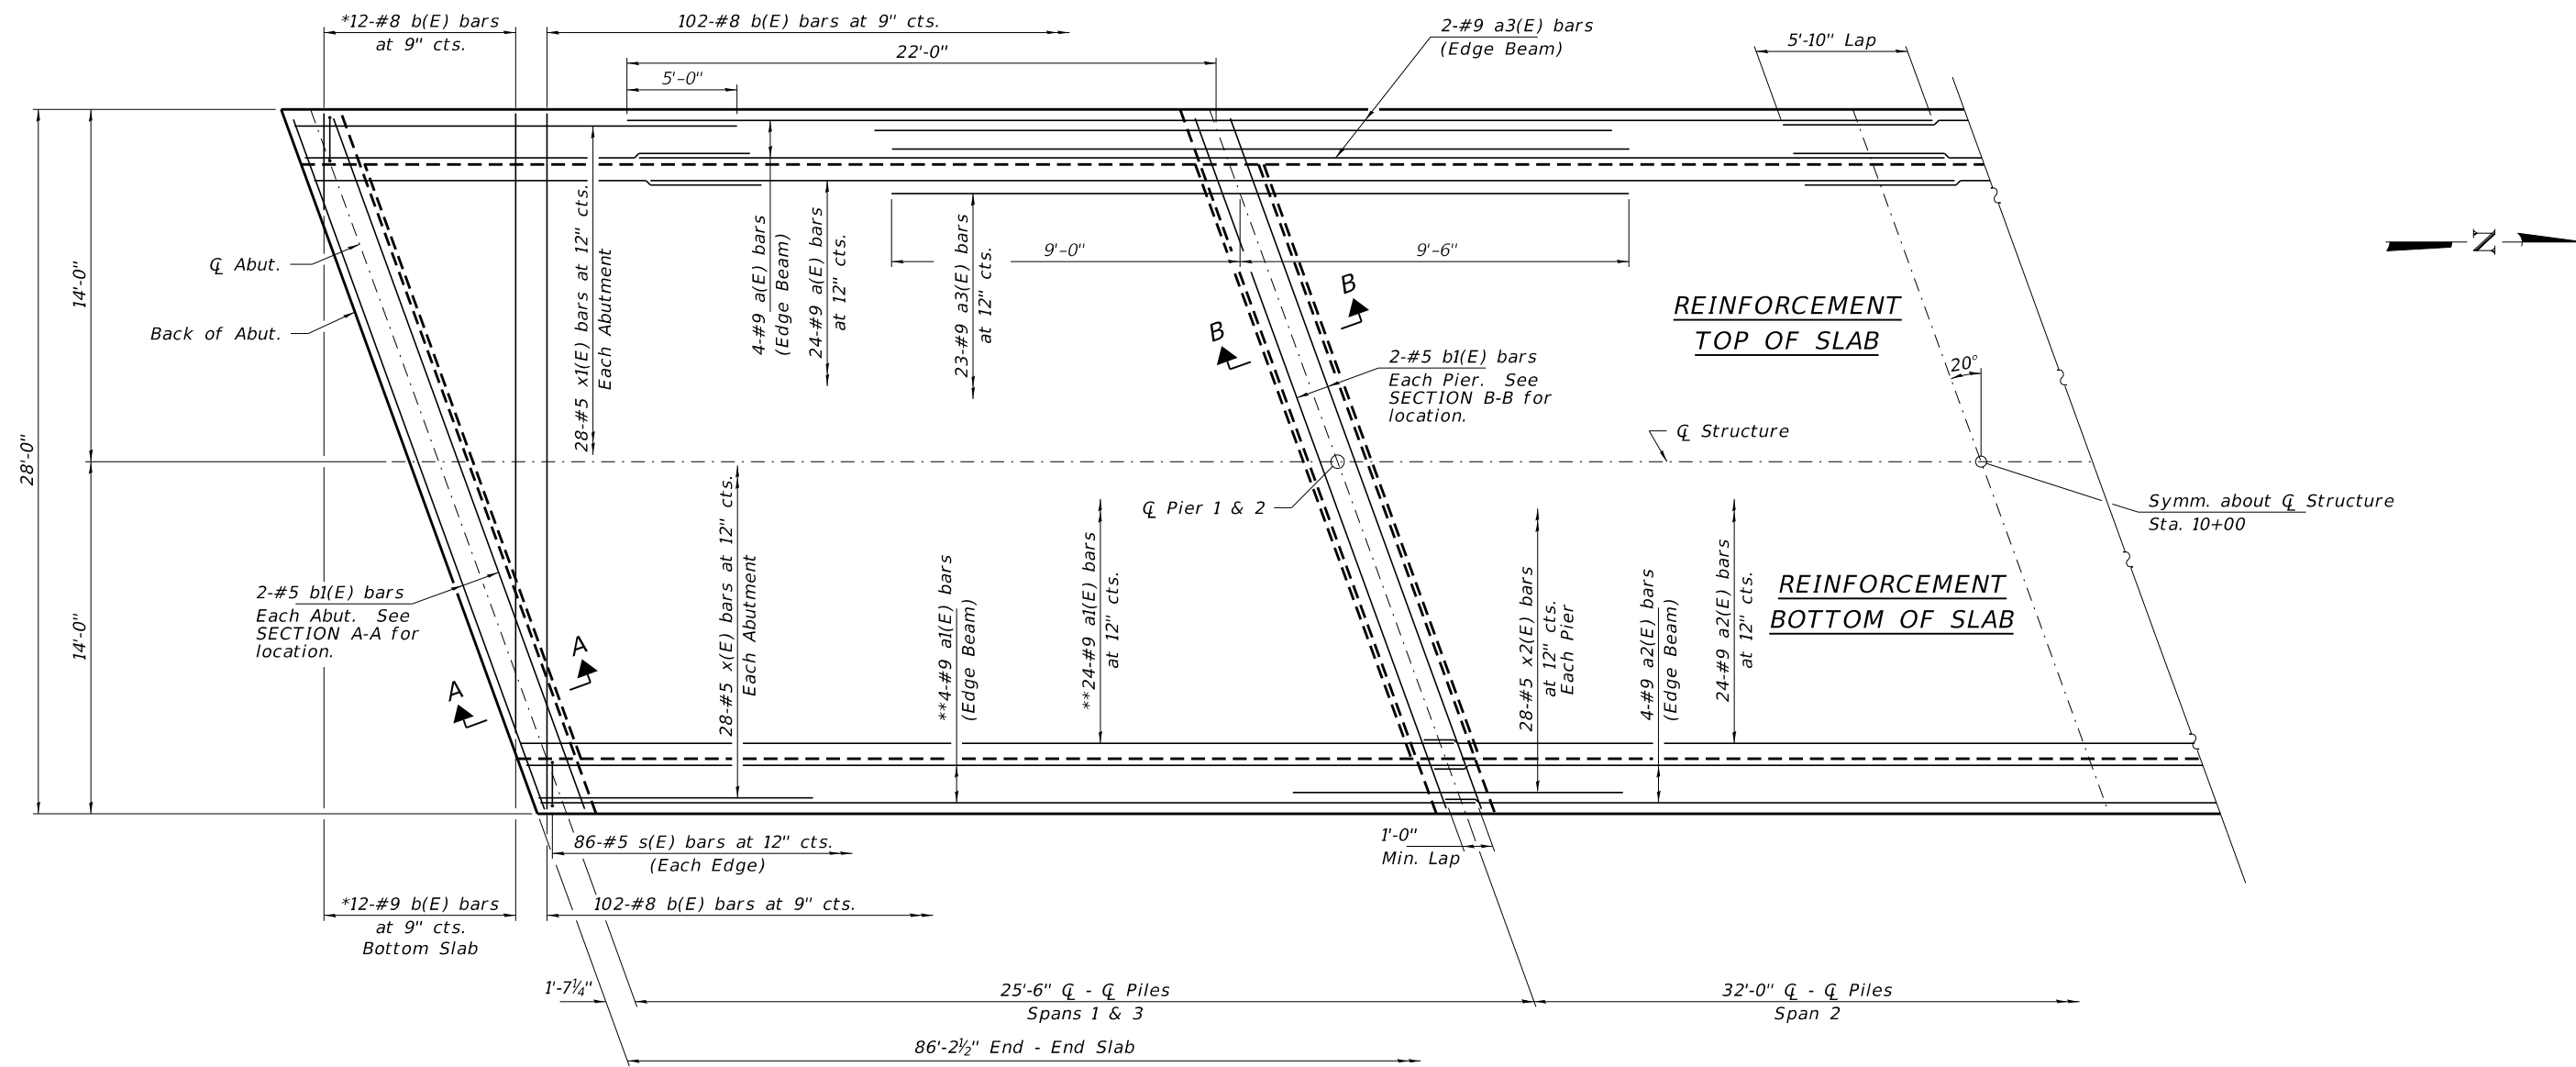 *12-#8 b(E) bars
at 9" cts.
102-#8 b(E) bars at 9" cts.
22'-0"
5'-0"
2-#9 a3(E) bars
(Edge Beam)
5'-10" Lap
28'-0"
14'-0"
14'-0"
℄ Abut.
Back of Abut.
28-#5 x1(E) bars at 12" cts.
Each Abutment
4-#9 a(E) bars
(Edge Beam)
24-#9 a(E) bars
at 12" cts.
23-#9 a3(E) bars
at 12" cts.
9'-0"
9'-6"
B
B
REINFORCEMENT
TOP OF SLAB
N
20°
2-#5 b1(E) bars
Each Pier. See
SECTION B-B for
location.
℄ Structure
℄ Pier 1 & 2
Symm. about ℄ Structure
Sta. 10+00
2-#5 b1(E) bars
Each Abut. See
SECTION A-A for
location.
A
A
28-#5 x(E) bars at 12" cts.
Each Abutment
**4-#9 a1(E) bars
(Edge Beam)
**24-#9 a1(E) bars
at 12" cts.
28-#5 x2(E) bars
at 12" cts.
Each Pier
4-#9 a2(E) bars
(Edge Beam)
24-#9 a2(E) bars
at 12" cts.
REINFORCEMENT
BOTTOM OF SLAB
86-#5 s(E) bars at 12" cts.
(Each Edge)
1'-0"
Min. Lap
*12-#9 b(E) bars
at 9" cts.
Bottom Slab
102-#8 b(E) bars at 9" cts.
1'-7¼"
25'-6" ℄ - ℄ Piles
Spans 1 & 3
32'-0" ℄ - ℄ Piles
Span 2
86'-2½" End - End Slab